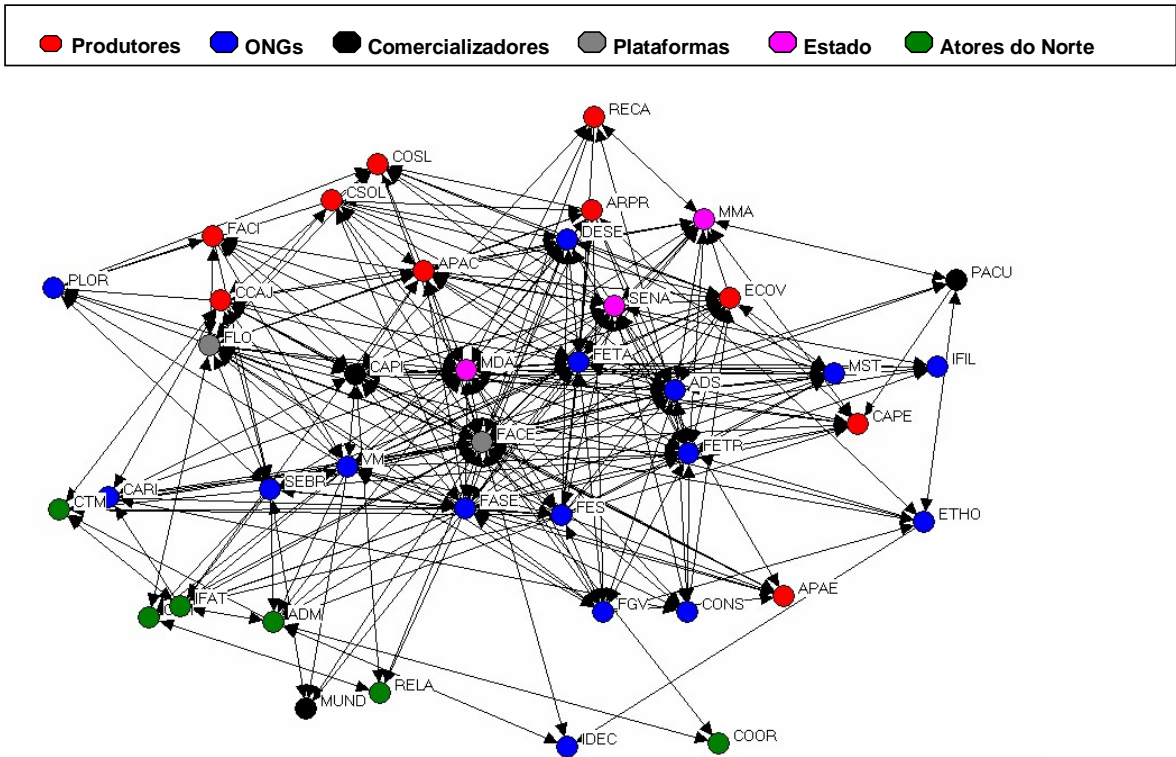 Produtores ONGs Comercializadores Plataformas Estado Atores do Norte
RECA
COSL
CSOL
ARPR
MMA
FACI
DESE
APAC
PACU
PLOR
CCAJ
SENA
ECOV
FLO
CAPI
MDA
FETA
MST
IFIL
ADS
CAPE
FACE
FETR
VM
SEBR
CARI
CTM
FASE
FES
ETHO
IFAT
ADM
FGV
CONS
APAE
RELA
MUND
IDEC
COOR